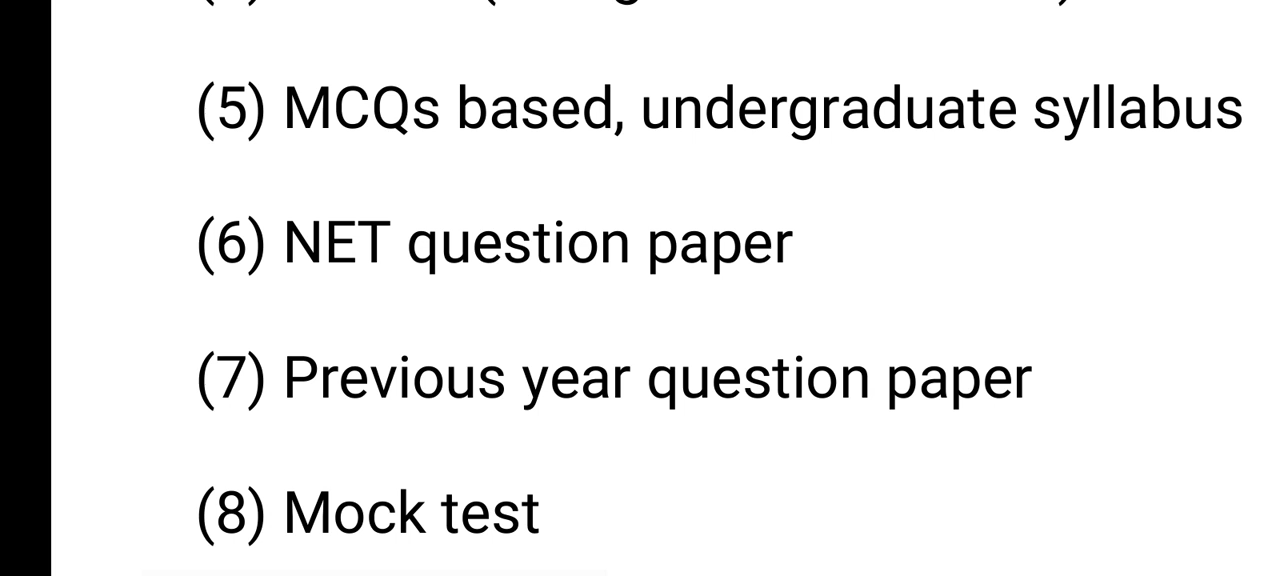 (5) MCQs based, undergraduate syllabus
(6) NET question paper
(7) Previous year question paper
(8) Mock test